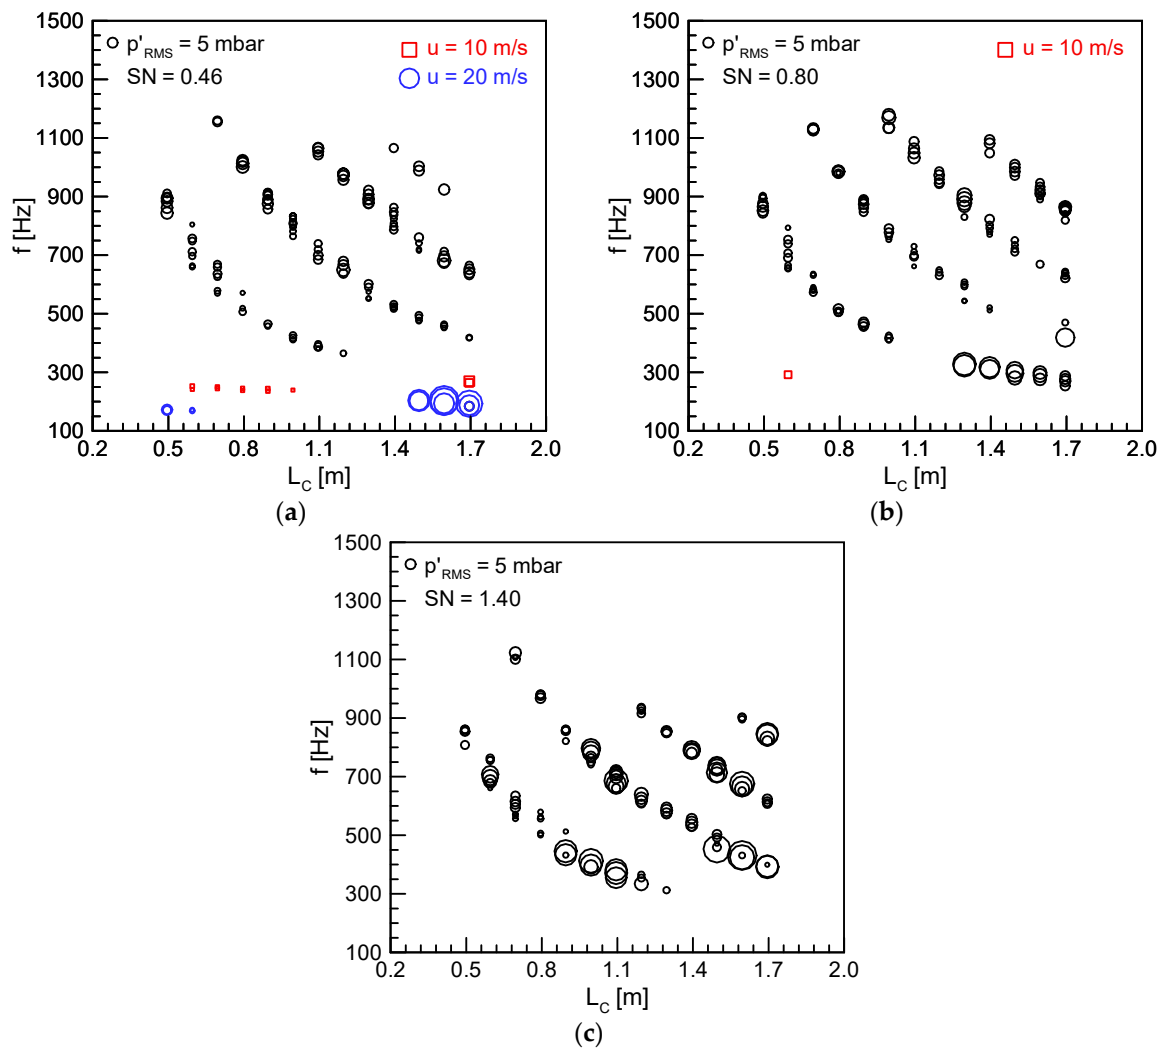 1500
1300
1100
900
700
500
300
100
f [Hz]
p'RMS = 5 mbar
SN = 0.46
u = 10 m/s
u = 20 m/s
0.2 0.5 0.8 1.1 1.4 1.7 2.0
LC [m]
(a)
1500
1300
1100
900
700
500
300
100
f [Hz]
p'RMS = 5 mbar
SN = 0.80
u = 10 m/s
0.2 0.5 0.8 1.1 1.4 1.7 2.0
LC [m]
(b)
1500
1300
1100
900
700
500
300
100
f [Hz]
p'RMS = 5 mbar
SN = 1.40
0.2 0.5 0.8 1.1 1.4 1.7 2.0
LC [m]
(c)